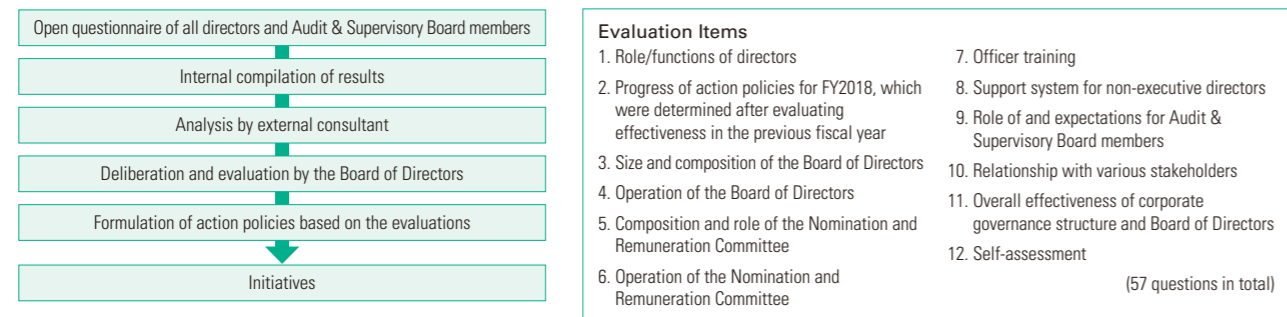 Open questionnaire of all directors and Audit & Supervisory Board members
Internal compilation of results
Analysis by external consultant
Deliberation and evaluation by the Board of Directors
Formulation of action policies based on the evaluations
Initiatives
Evaluation Items
1. Role/functions of directors
2. Progress of action policies for FY2018, which
were determined after evaluating
effectiveness in the previous fiscal year
3. Size and composition of the Board of Directors
4. Operation of the Board of Directors
5. Composition and role of the Nomination and
Remuneration Committee
6. Operation of the Nomination and
Remuneration Committee
7. Officer training
8. Support system for non-executive directors
9. Role of and expectations for Audit &
Supervisory Board members
10. Relationship with various stakeholders
11. Overall effectiveness of corporate
governance structure and Board of Directors
12. Self-assessment
(57 questions in total)